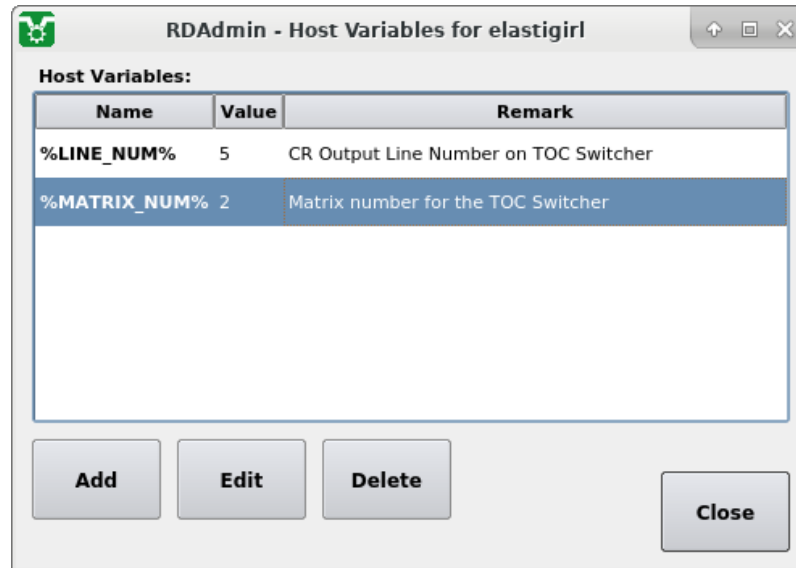 RDAdmin - Host Variables for elastigirl
Host Variables:
Name Value Remark
%LINE_NUM% 5 CR Output Line Number on TOC Switcher
%MATRIX_NUM% 2 Matrix number for the TOC Switcher
Add Edit Delete
Close